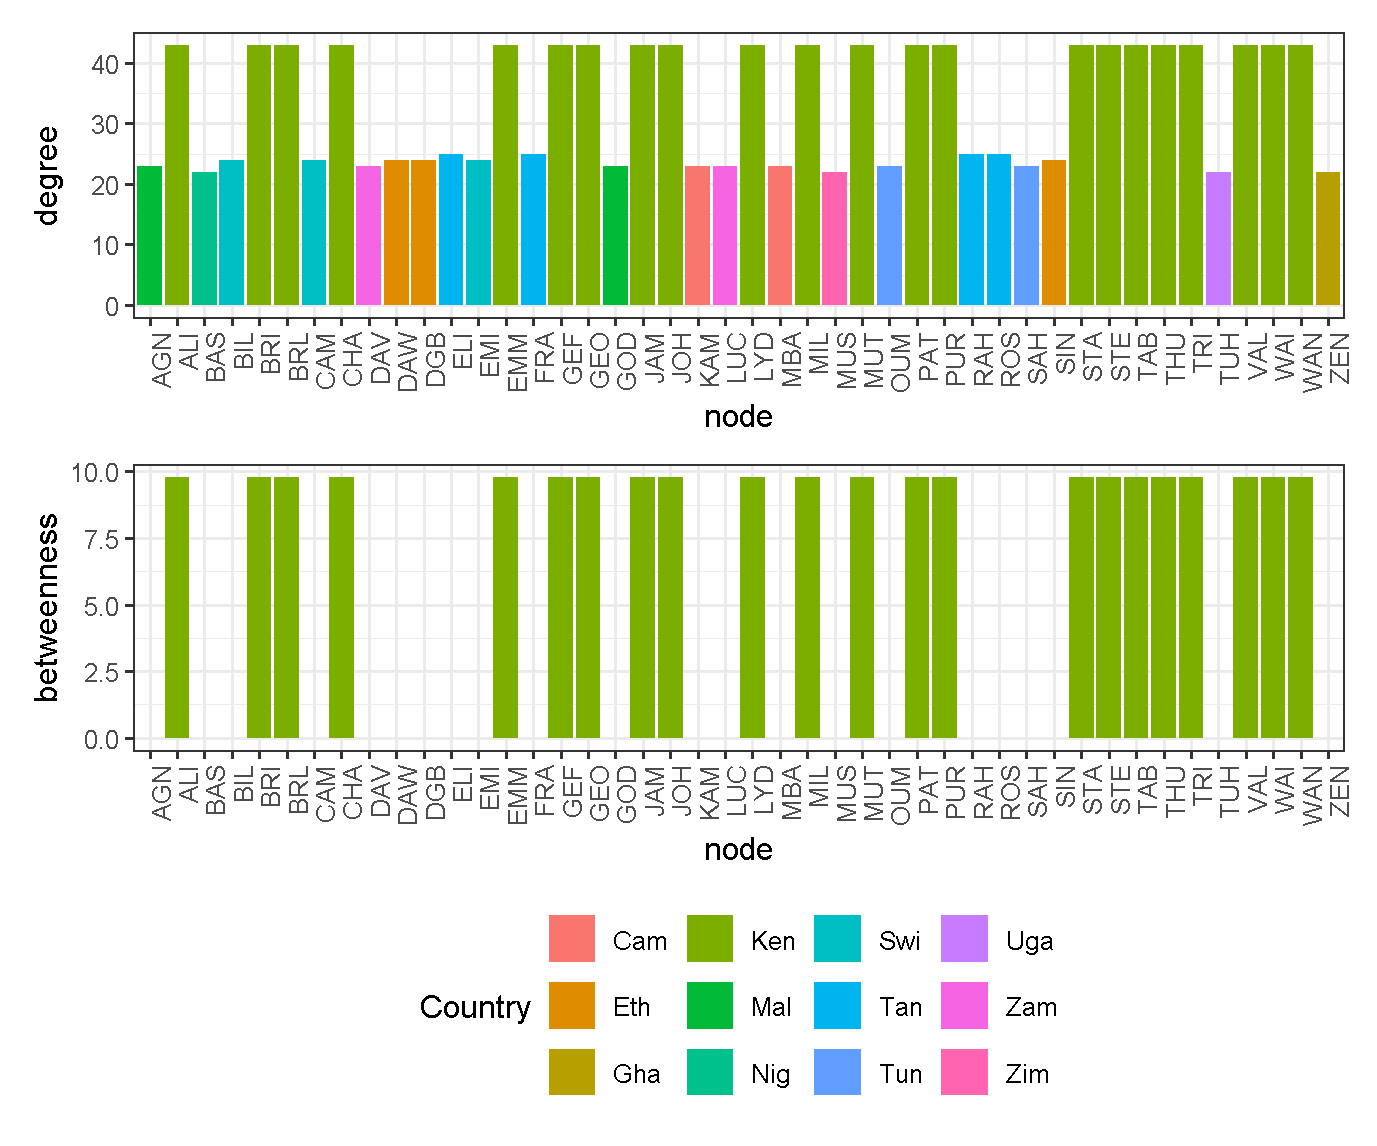 degree
40
30
20
10
0
AGN ALI BAS BIL BRI BRL CAM CHA DAV DAW DGB ELI EMI EMM FRA GEF GEO GOD JAM JOH KAM LUC LYD MBA MIL MUS MUT OUM PAT PUR RAH ROS SAH SIN STA STE TAB THU TRI TUH VAL WAI WAN ZEN
node
betweenness
10.0
7.5
5.0
2.5
0.0
AGN ALI BAS BIL BRI BRL CAM CHA DAV DAW DGB ELI EMI EMM FRA GEF GEO GOD JAM JOH KAM LUC LYD MBA MIL MUS MUT OUM PAT PUR RAH ROS SAH SIN STA STE TAB THU TRI TUH VAL WAI WAN ZEN
node
Cam Ken Swi Uga
Country Eth Mal Tan Zam
Gha Nig Tun Zim